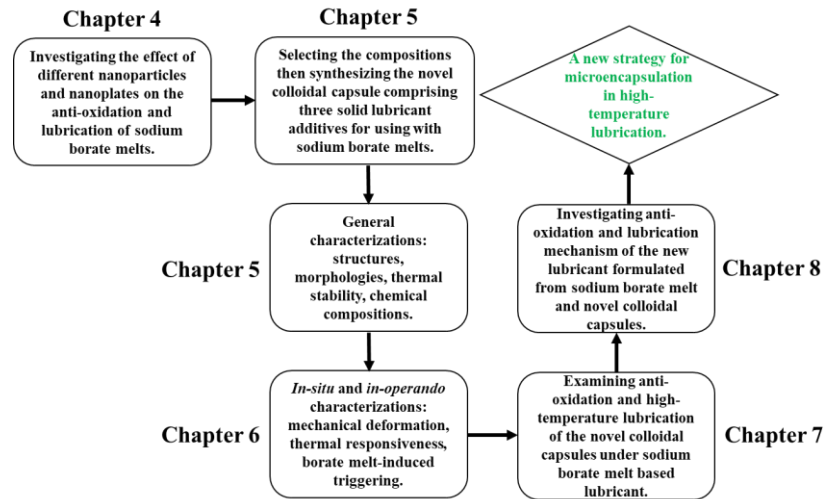 Chapter 4
Investigating the effect of
different nanoparticles
and nanoplates on the
anti-oxidation and
lubrication of sodium
borate melts.
Chapter 5
Selecting the compositions
then synthesizing the novel
colloidal capsule comprising
three solid lubricant
additives for using with
sodium borate melts.
Chapter 5
General
characterizations:
structures,
morphologies, thermal
stability, chemical
compositions.
Chapter 6
In-situ and in-operando
characterizations:
mechanical deformation,
thermal responsiveness,
borate melt-induced
triggering.
Examining anti-
oxidation and high-
temperature lubrication
of the novel colloidal
capsules under sodium
borate melt based
lubricant.
Chapter 7
Investigating anti-
oxidation and lubrication
mechanism of the new
lubricant formulated
from sodium borate melt
and novel colloidal
capsules.
Chapter 8
A new strategy for
microencapsulation
in high-
temperature
lubrication.